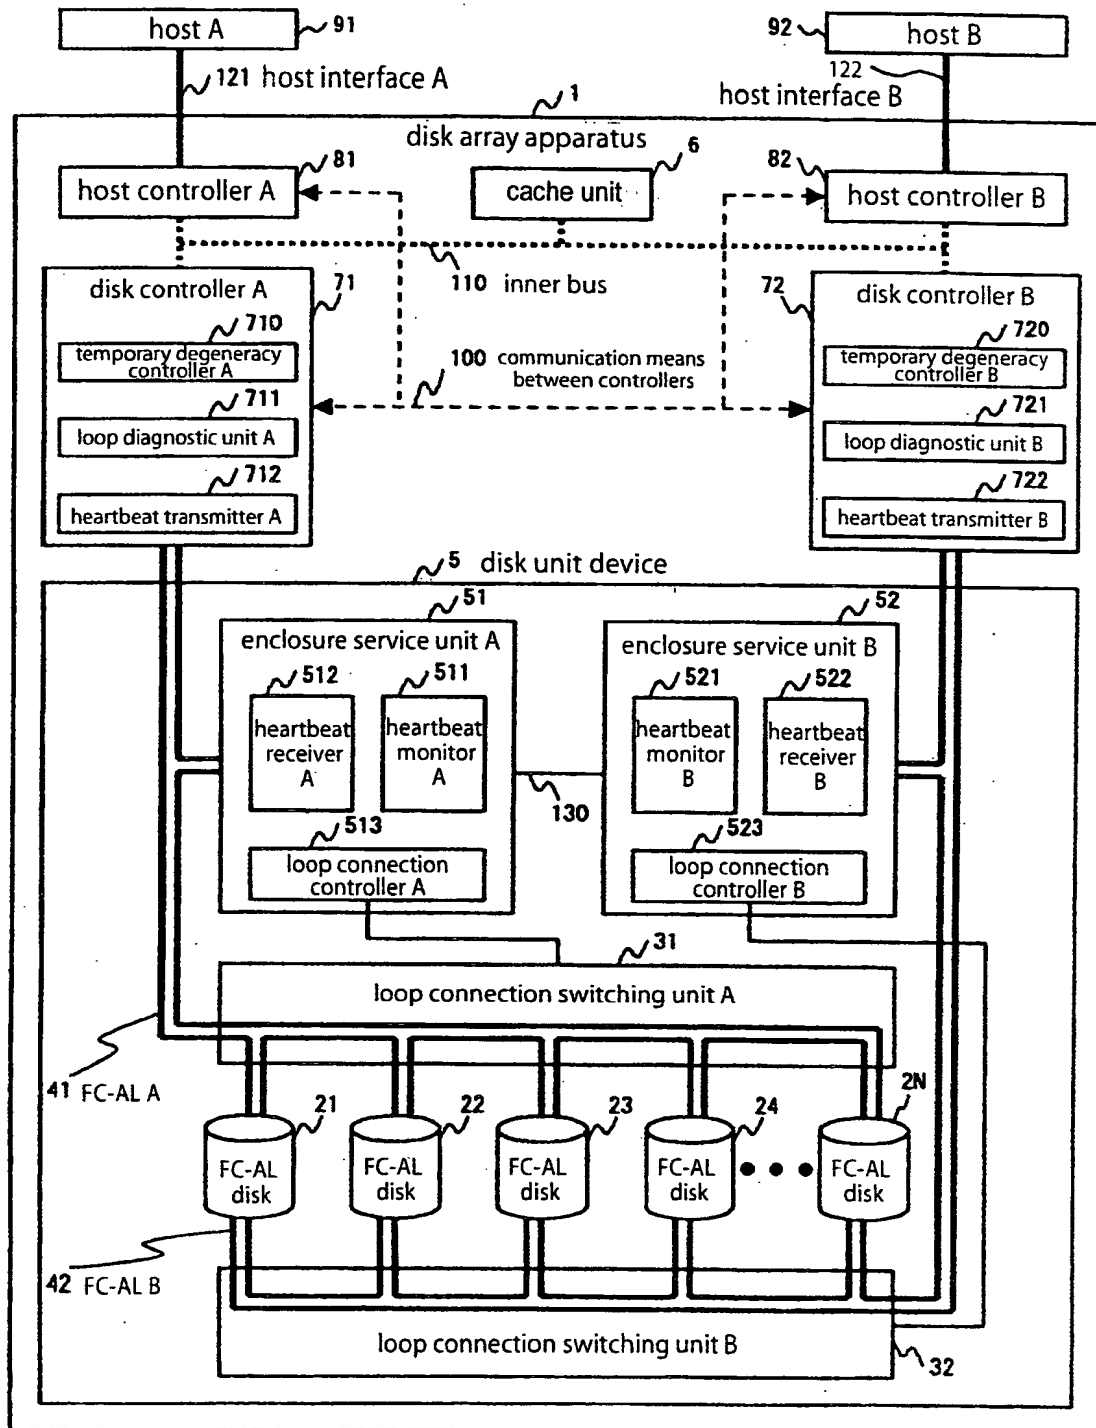 host A
91
92
host B
121 host interface A
122
host interface B
1
disk array apparatus
81
host controller A
6
cache unit
82
host controller B
110 inner bus
disk controller A
71
710
temporary degeneracy
controller A
711
loop diagnostic unit A
712
heartbeat transmitter A
100 communication means
between controllers
72
disk controller B
720
temporary degeneracy
controller B
721
loop diagnostic unit B
722
heartbeat transmitter B
5 disk unit device
51
enclosure service unit A
512
heartbeat
receiver
A
511
heartbeat
monitor
A
513
loop connection
controller A
130
52
enclosure service unit B
521
heartbeat
monitor
B
522
heartbeat
receiver
B
523
loop connection
controller B
31
loop connection switching unit A
41 FC-AL A
21
FC-AL
disk
22
FC-AL
disk
23
FC-AL
disk
24
FC-AL
disk
2N
FC-AL
disk
42 FC-AL B
loop connection switching unit B
32